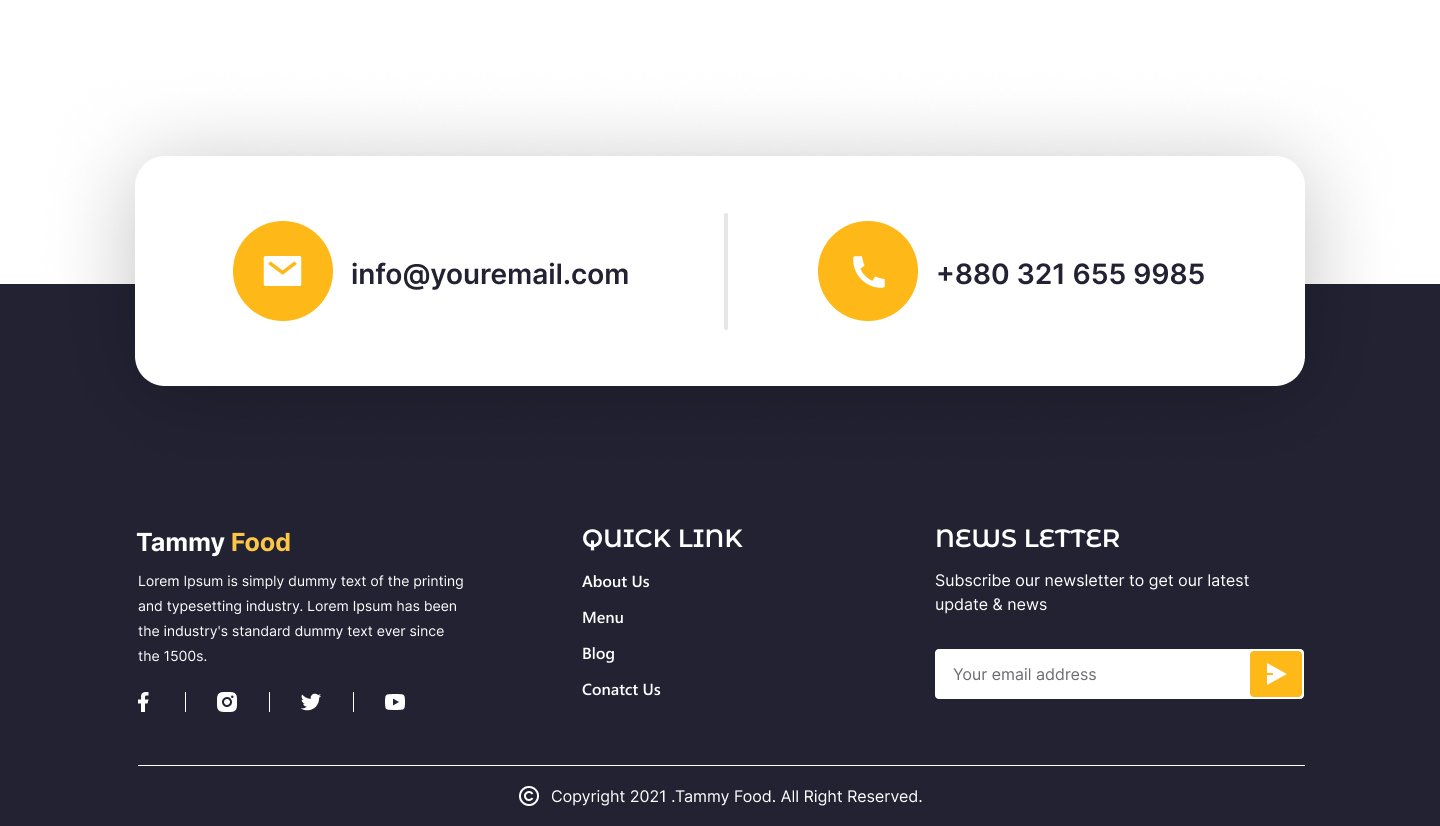 info@youremail.com
+880 321 655 9985
Tammy Food
Lorem Ipsum is simply dummy text of the printing
and typesetting industry. Lorem Ipsum has been
the industry's standard dummy text ever since
the 1500s.
QUICK LINK
About Us
Menu
Blog
Conatct Us
NEWS LETTER
Subscribe our newsletter to get our latest
update & news
Your email address
© Copyright 2021 .Tammy Food. All Right Reserved.